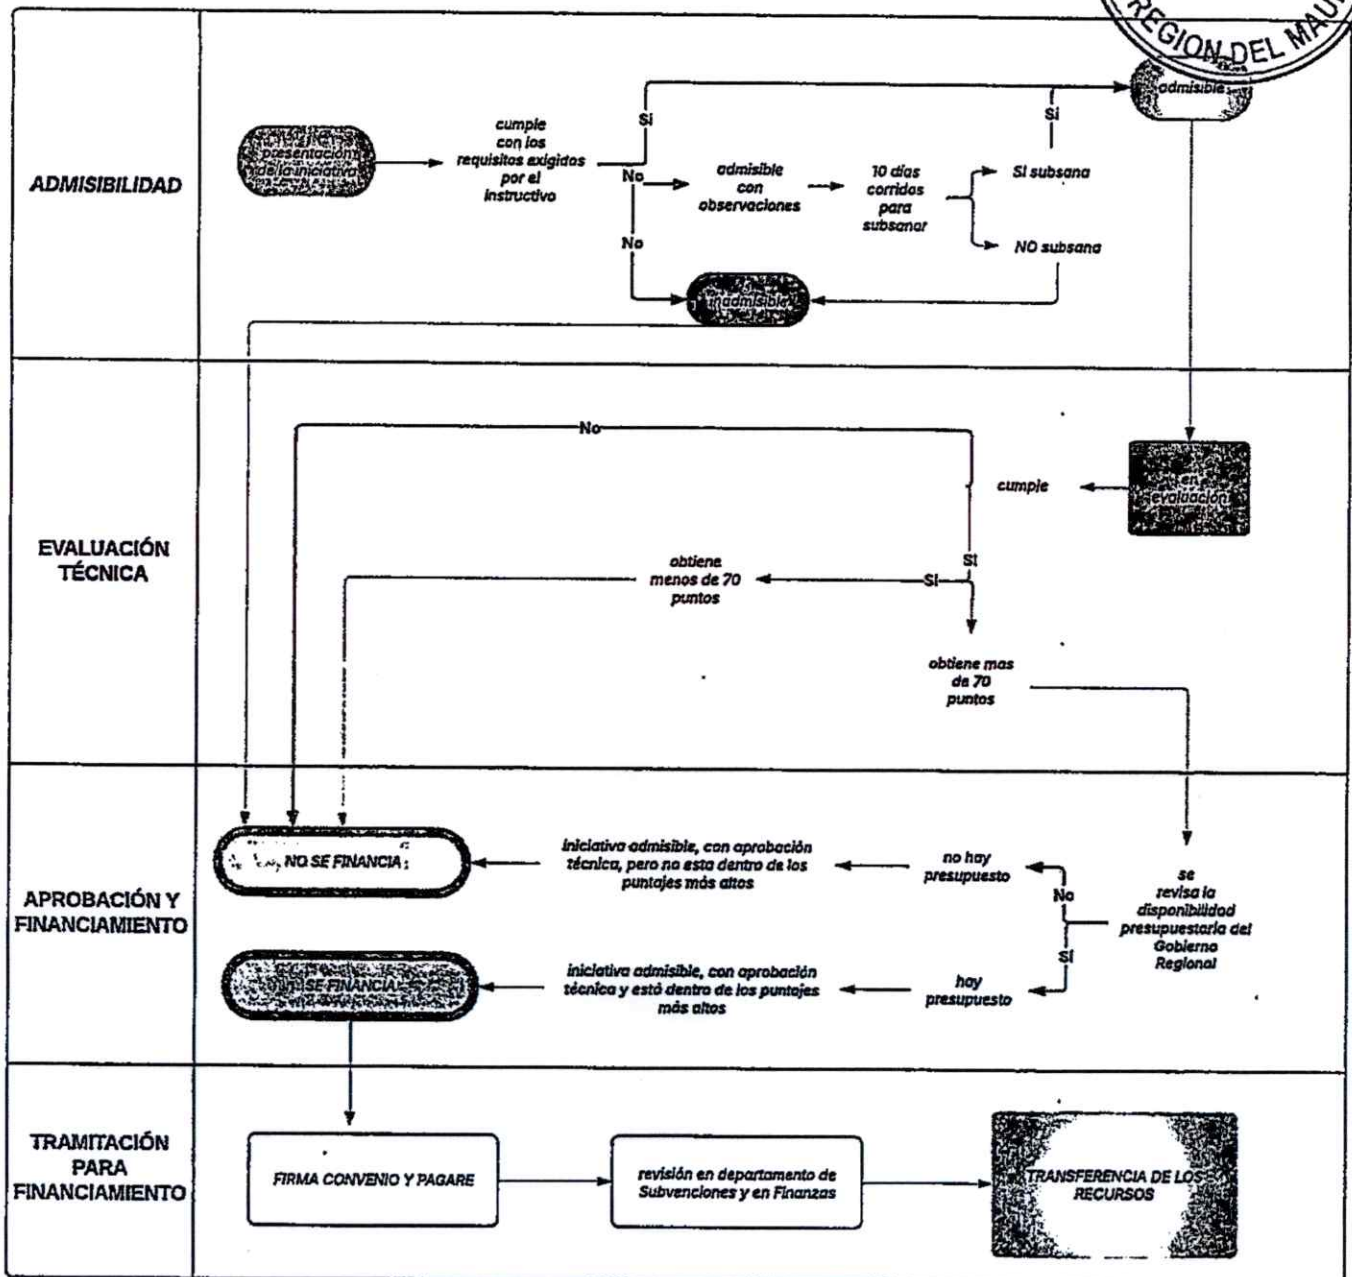 REGION DEL MAU
ADMISIBILIDAD
presentación
de la iniciativa
cumple
con los
requisitos exigidos
por el
instructivo
Si
No
No
admisible
con
observaciones
10 días
corridos
para
subsanar
Si
SI subsana
NO subsana
admisible
inadmisible
EVALUACIÓN
TÉCNICA
No
cumple
en
evaluación
SI
SI
obtiene
menos de 70
puntos
obtiene mas
de 70
puntos
APROBACIÓN Y
FINANCIAMIENTO
NO SE FINANCIA
iniciativa admisible, con aprobación
técnica, pero no esta dentro de los
puntajes más altos
no hay
presupuesto
No
SI
se
revisa la
disponibilidad
presupuestaria del
Gobierno
Regional
SE FINANCIA
iniciativa admisible, con aprobación
técnica y está dentro de los puntajes
más altos
hay
presupuesto
TRAMITACIÓN
PARA
FINANCIAMIENTO
FIRMA CONVENIO Y PAGARE
revisión en departamento de
Subvenciones y en Finanzas
TRANSFERENCIA DE LOS
RECURSOS